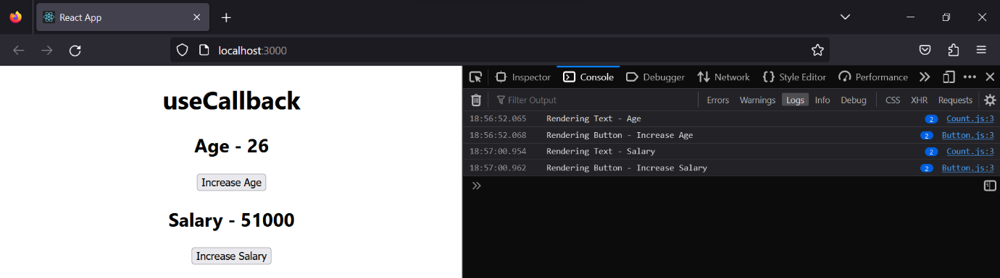 React App
localhost:3000
useCallback
Age - 26
Increase Age
Salary - 51000
Increase Salary
Inspector Console Debugger Network Style Editor Performance
Filter Output Errors Warnings Logs Info Debug CSS XHR Requests
18:56:52.065 Rendering Text - Age 2 Count.js:3
18:56:52.068 Rendering Button - Increase Age 2 Button.js:3
18:57:00.954 Rendering Text - Salary 2 Count.js:3
18:57:00.962 Rendering Button - Increase Salary 2 Button.js:3